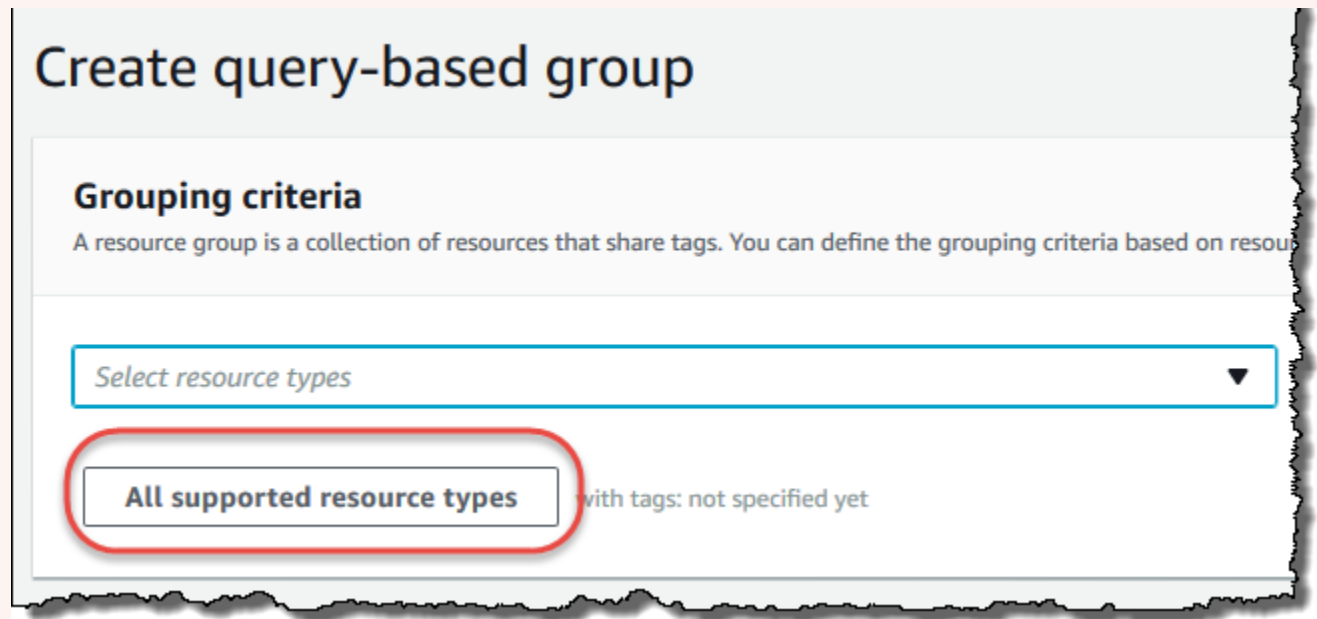 Create query-based group
Grouping criteria
A resource group is a collection of resources that share tags. You can define the grouping criteria based on
Select resource types
All supported resource types with tags: not specified yet